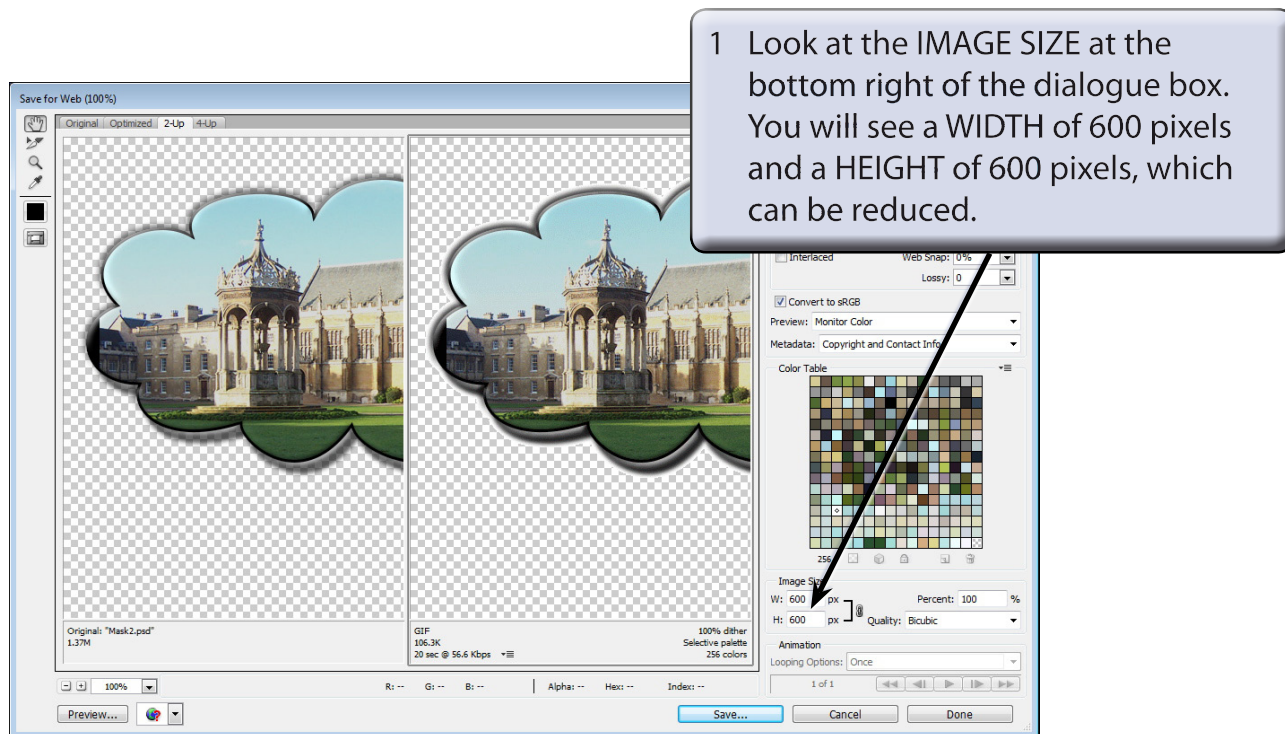 1 Look at the IMAGE SIZE at the
bottom right of the dialogue box.
You will see a WIDTH of 600 pixels
and a HEIGHT of 600 pixels, which
can be reduced.
Save for Web (100%)
Original Optimized 2-Up 4-Up
Interlaced Web Snap: 0%
Lossy: 0
Convert to sRGB
Preview: Monitor Color
Metadata: Copyright and Contact Info
Color Table
256
Image Size
W: 600 px Percent: 100 %
H: 600 px Quality: Bicubic
Original: "Mask2.psd"
1.37M
GIF 100% dither
106.3K Selective palette
20 sec @ 56.6 Kbps 256 colors
Animation
Looping Options: Once
1 of 1
100% R: -- G: -- B: -- Alpha: -- Hex: -- Index: --
Preview... Save... Cancel Done